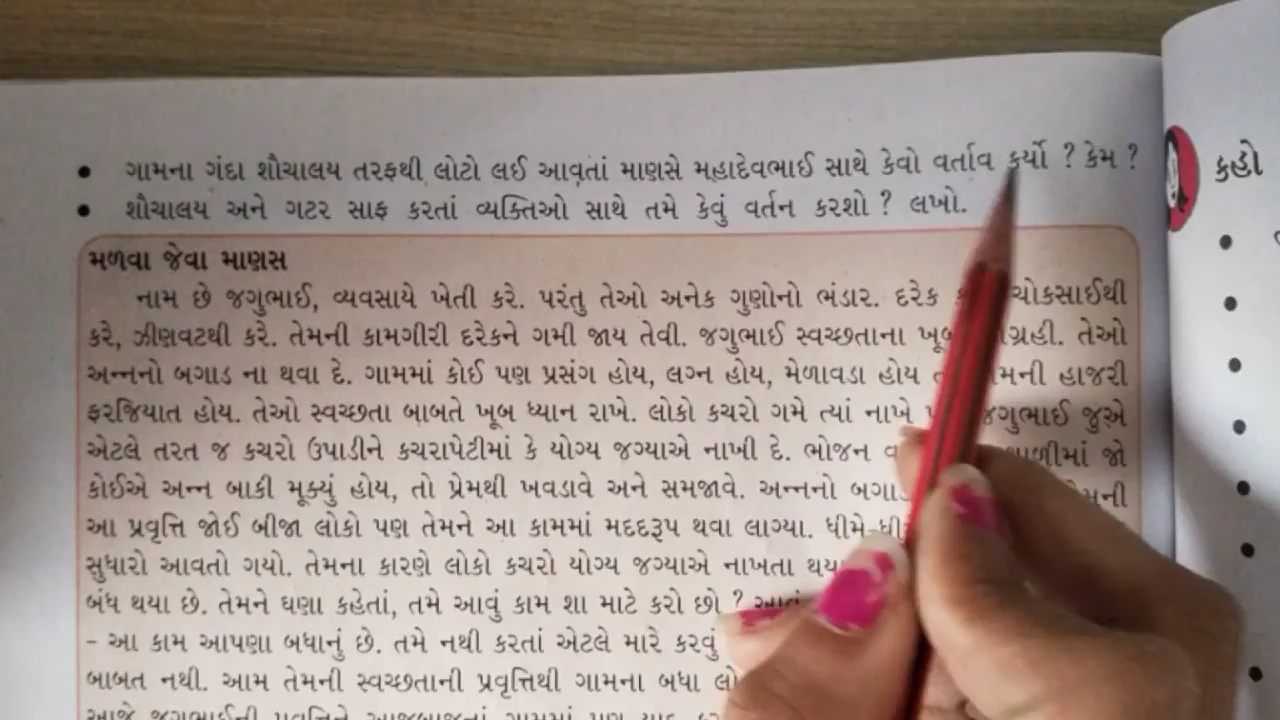 • ગામના ગંદા શૌચાલય તરફથી લોટો લઈ આવતાં માણસે મહાદેવભાઈ સાથે કેવો વર્તાવ કર્યો ? કેમ ?
• શૌચાલય અને ગટર સાફ કરતાં વ્યક્તિઓ સાથે તમે કેવું વર્તન કરશો ? લખો.
મળવા જેવા માણસ
નામ છે જગુભાઈ, વ્યવસાયે ખેતી કરે. પરંતુ તેઓ અનેક ગુણોનો ભંડાર. દરેક ચોકસાઈથી
કરે, ઝીણવટથી કરે. તેમની કામગીરી દરેકને ગમી જાય તેવી. જગુભાઈ સ્વચ્છતાના તેઓ
અન્નનો બગાડ ના થવા દે. ગામમાં કોઈ પણ પ્રસંગ હોય, લગ્ન હોય, મેળાવડા હોય હાજરી
ફરજિયાત હોય. તેઓ સ્વચ્છતા બાબતે ખૂબ ધ્યાન રાખે. લોકો કચરો ગમે ત્યાં નાખે જગુભાઈ જુએ
એટલે તરત જ કચરો ઉપાડીને કચરાપેટીમાં કે યોગ્ય જગ્યાએ નાખી દે. ભોજન જો
કોઈએ અન્ન બાકી મૂક્યું હોય, તો પ્રેમથી ખવડાવે અને સમજાવે. અન્નનો
આ પ્રવૃત્તિ જોઈ બીજા લોકો પણ તેમને આ કામમાં મદદરૂપ થવા લાગ્યા.
સુધારો આવતો ગયો. તેમના કારણે લોકો કચરો યોગ્ય જગ્યાએ નાખતા
બંધ થયા છે. તેમને ઘણા કહેતાં, તમે આવું કામ શા માટે કરો છો ?
- આ કામ આપણા બધાનું છે. તમે નથી કરતાં એટલે મારે કરવું
બાબત નથી. આમ તેમની સ્વચ્છતાની પ્રવૃત્તિથી ગામના બધા
આજે જગુભાઈની
કહો
•
•
•
•
•
•
•